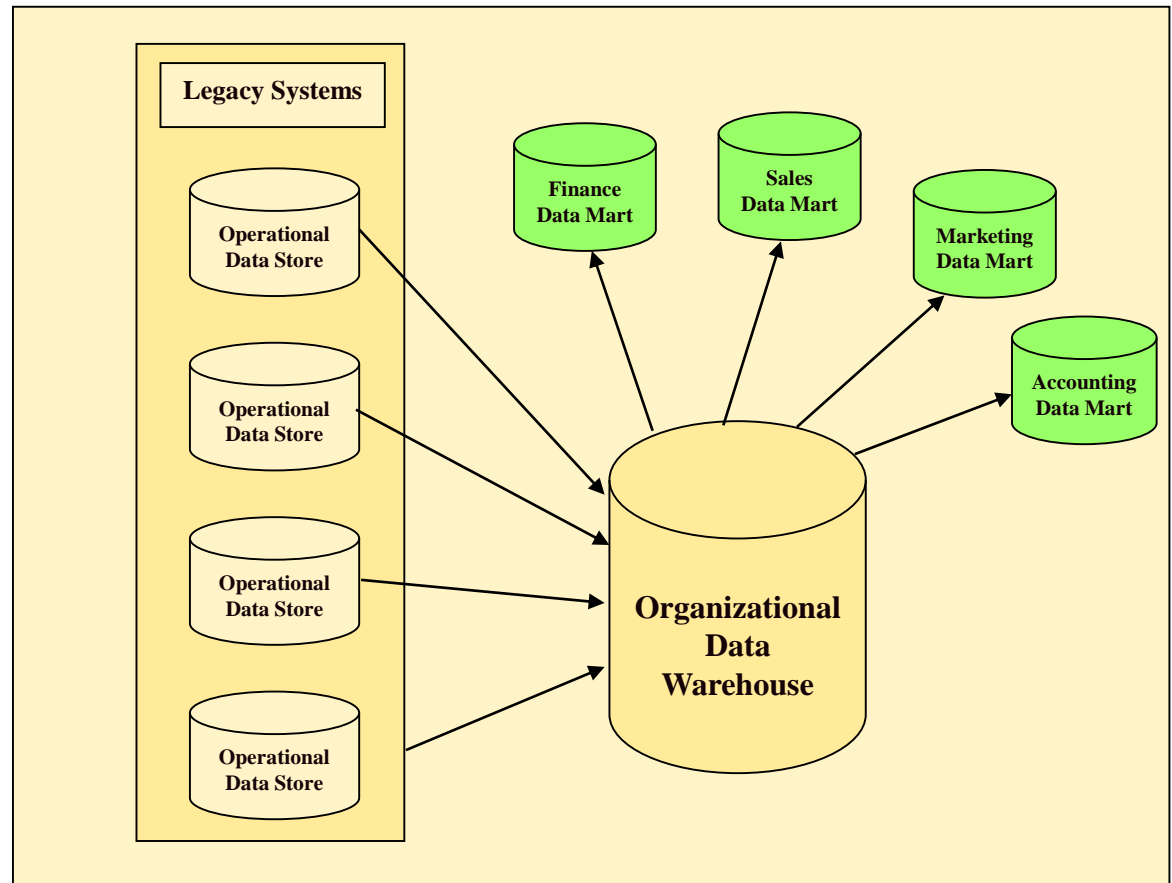 Legacy Systems
Operational
Data Store
Operational
Data Store
Operational
Data Store
Operational
Data Store
Finance
Data Mart
Sales
Data Mart
Marketing
Data Mart
Accounting
Data Mart
Organizational
Data
Warehouse